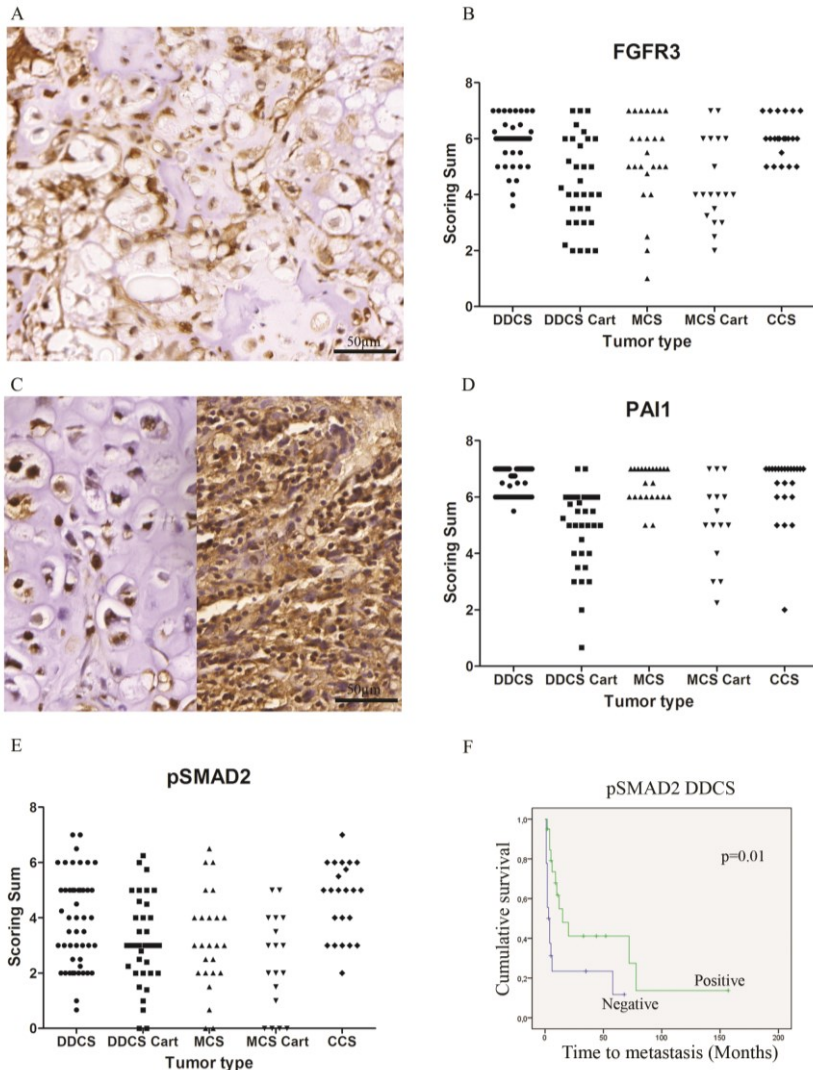 A
50µm
B
FGFR3
Scoring Sum
8
6
4
2
0
DDCS
DDCS Cart
MCS
MCS Cart
CCS
Tumor type
C
50µm
D
PAI1
Scoring Sum
8
6
4
2
0
DDCS
DDCS Cart
MCS
MCS Cart
CCS
Tumor type
E
pSMAD2
Scoring Sum
8
6
4
2
0
DDCS
DDCS Cart
MCS
MCS Cart
CCS
Tumor type
F
pSMAD2 DDCS
Cumulative survival
1,0
0,8
0,6
0,4
0,2
0,0
p=0.01
Positive
Negative
0
50
100
150
200
Time to metastasis (Months)